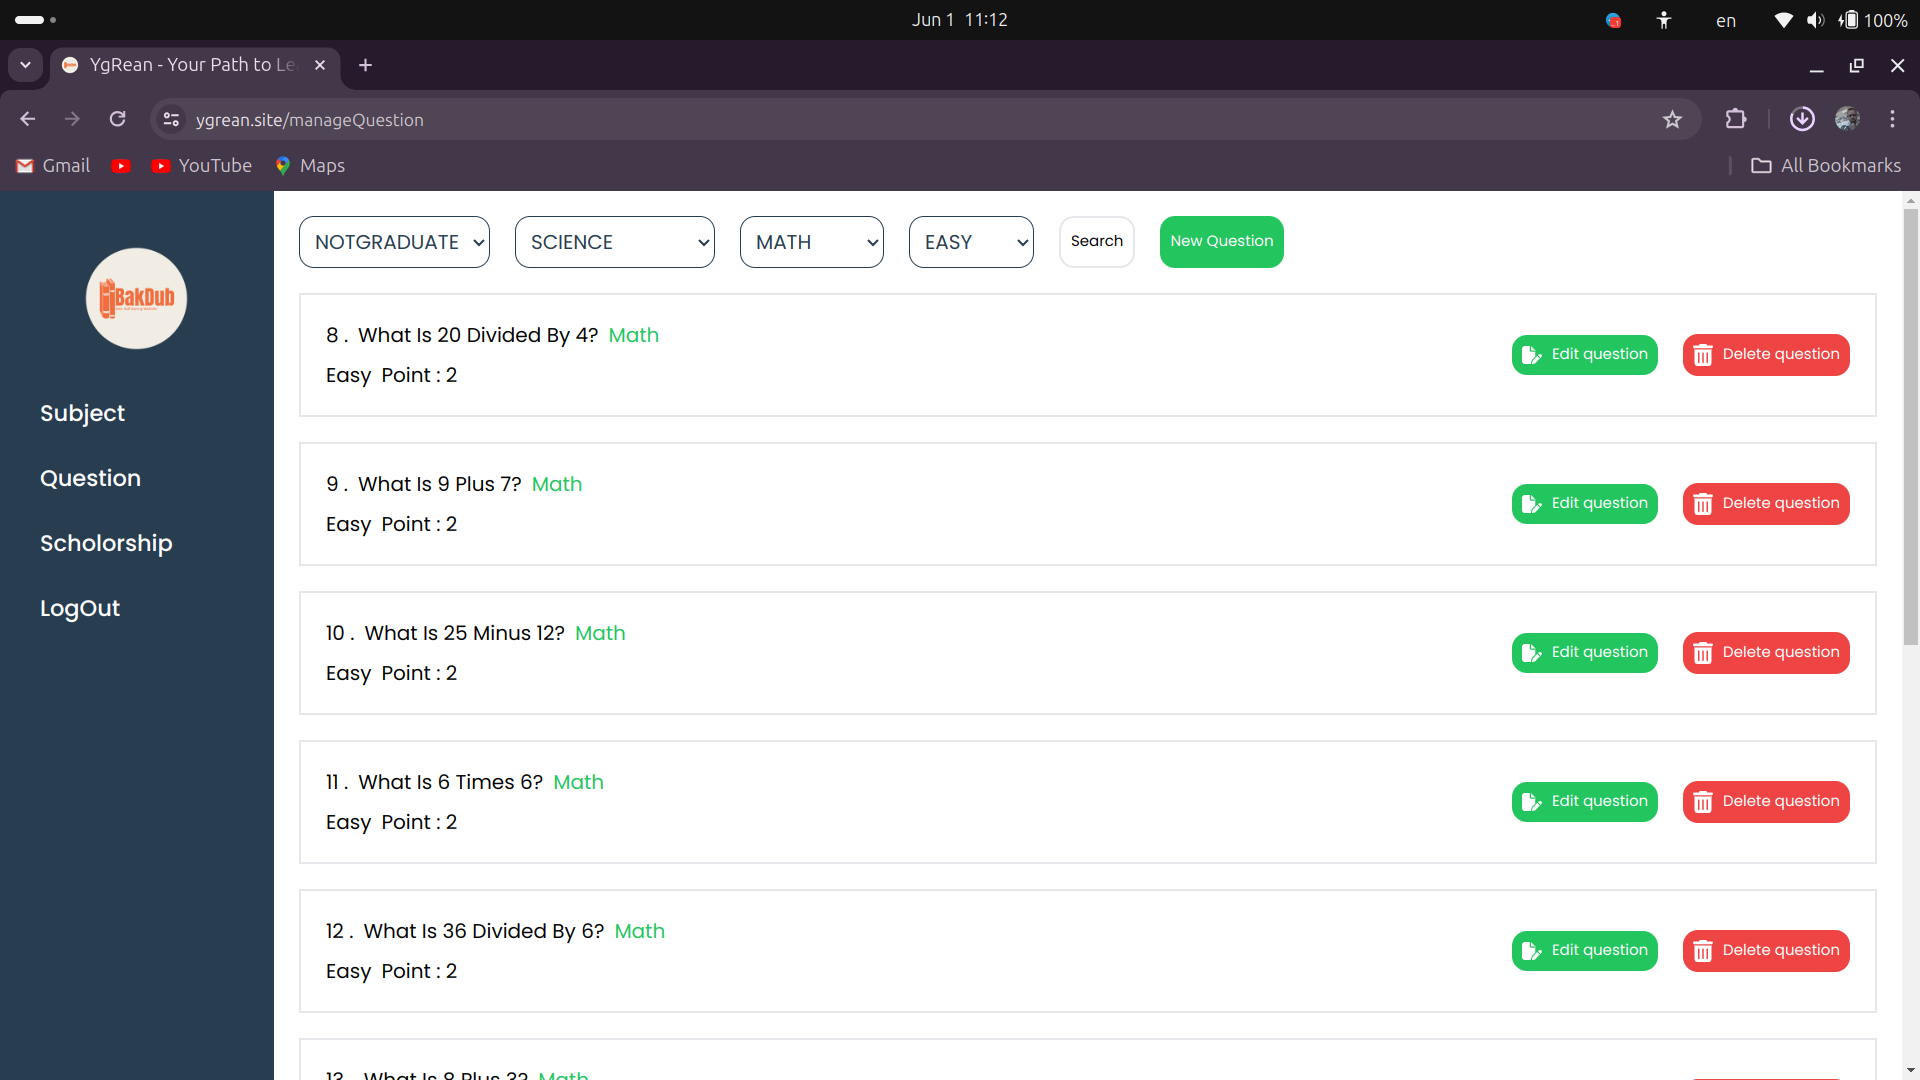 Jun 1 11:12
en
100%
YgRean - Your Path to Le
ygrean.site/manageQuestion
Gmail
YouTube
Maps
All Bookmarks
BakDub
Subject
Question
Scholorship
LogOut
NOTGRADUATE
SCIENCE
MATH
EASY
Search
New Question
8 . What Is 20 Divided By 4? Math
Easy Point : 2
Edit question
Delete question
9 . What Is 9 Plus 7? Math
Easy Point : 2
Edit question
Delete question
10 . What Is 25 Minus 12? Math
Easy Point : 2
Edit question
Delete question
11 . What Is 6 Times 6? Math
Easy Point : 2
Edit question
Delete question
12 . What Is 36 Divided By 6? Math
Easy Point : 2
Edit question
Delete question
13 . What Is 8 Plus 3? Math